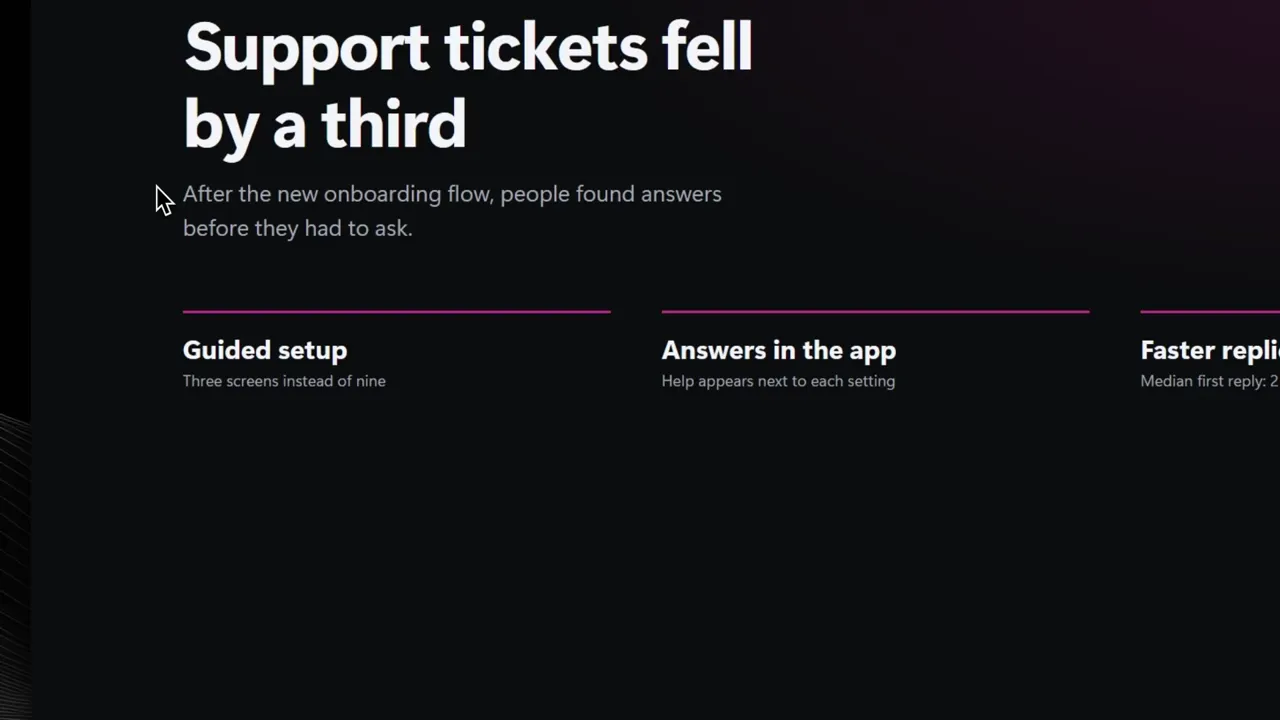 Support tickets fell
by a third
After the new onboarding flow, people found answers
before they had to ask.
Guided setup
Three screens instead of nine
Answers in the app
Help appears next to each setting
Faster
Median first reply: 2